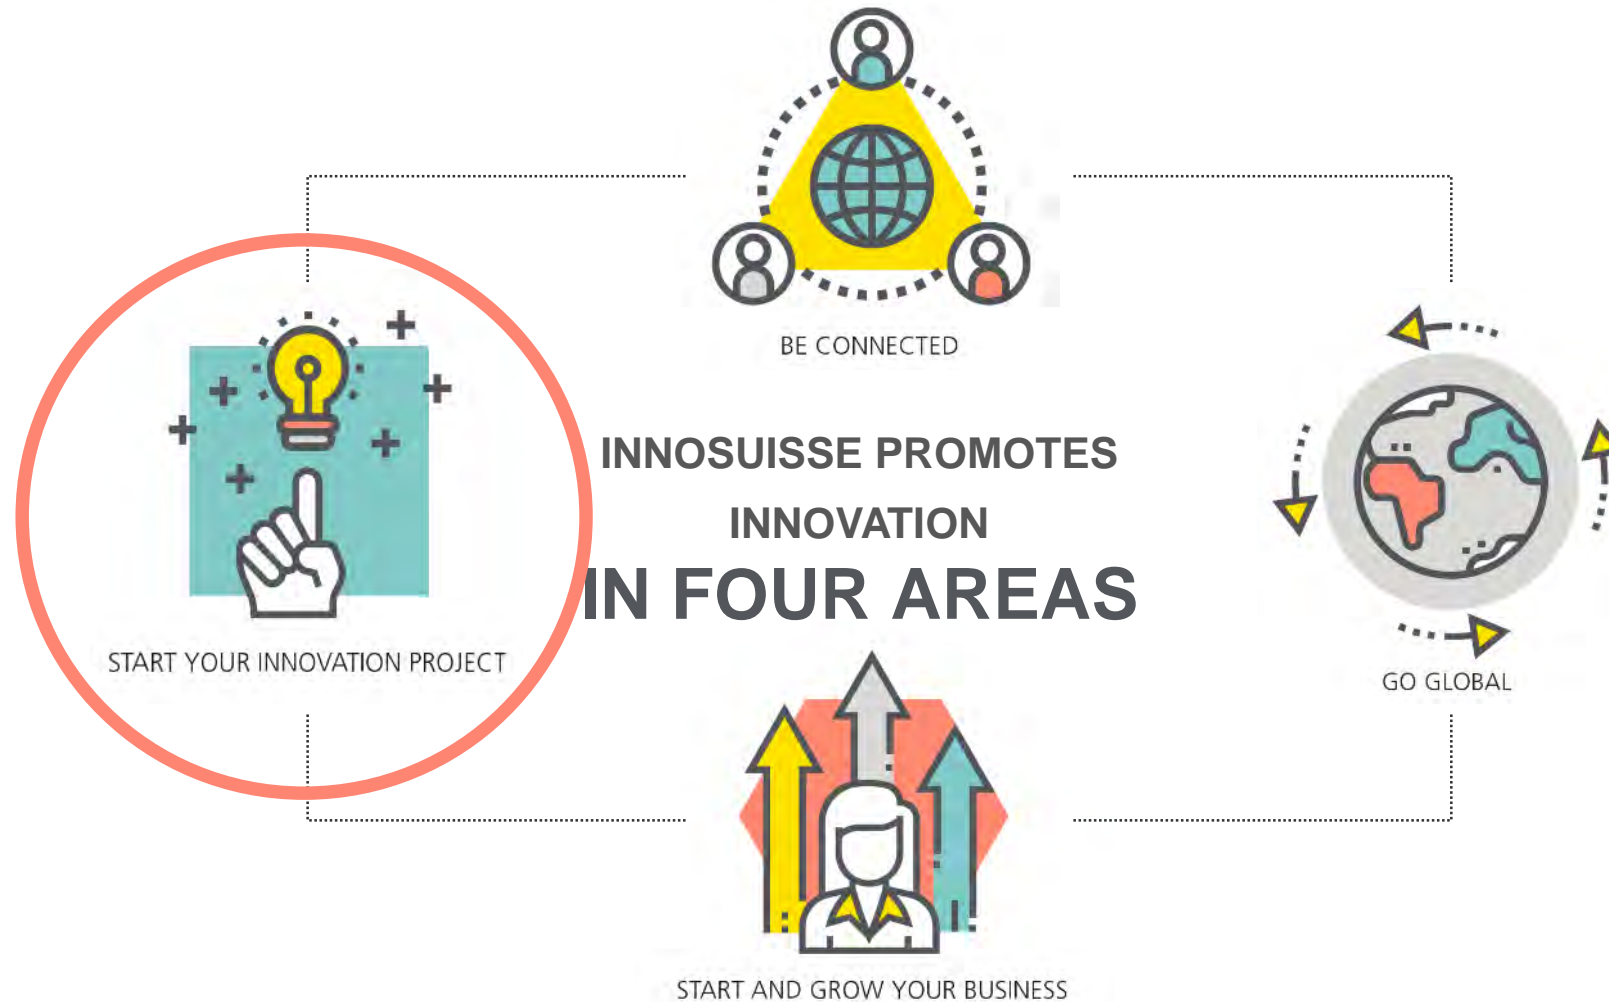 BE CONNECTED
INNOSUISSE PROMOTES
INNOVATION
IN FOUR AREAS
START YOUR INNOVATION PROJECT
GO GLOBAL
START AND GROW YOUR BUSINESS